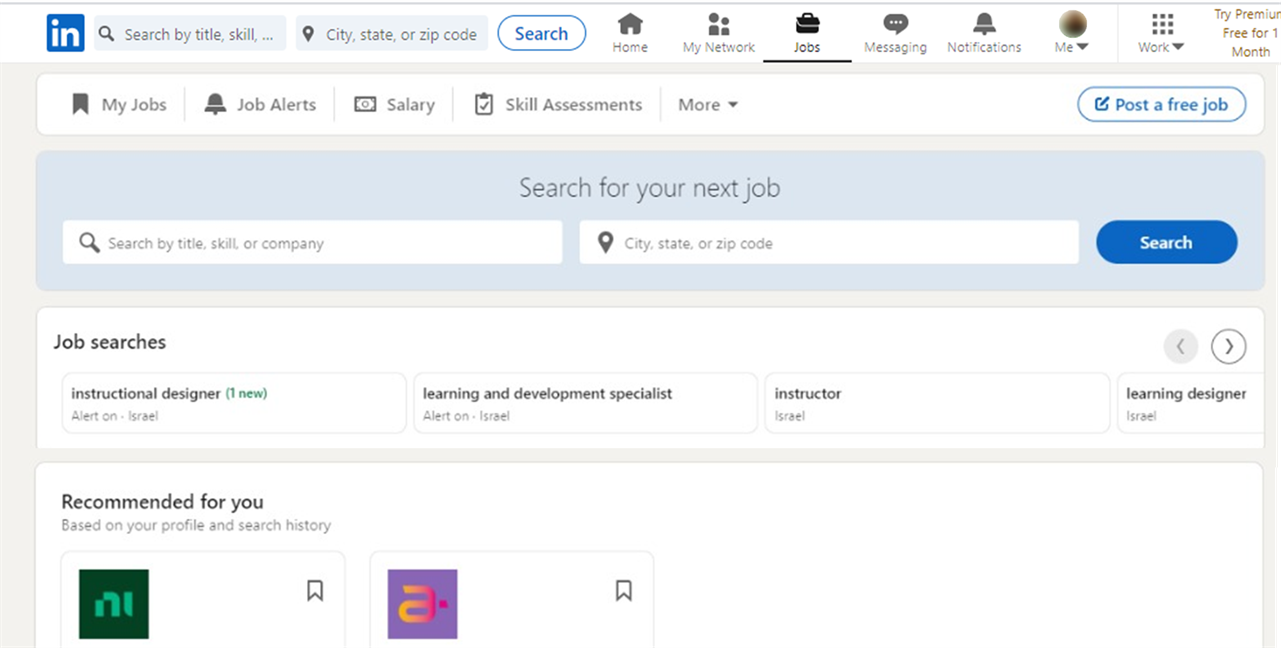 in
Search by title, skill, ...
City, state, or zip code
Search
Home
My Network
Jobs
Messaging
Notifications
Me
Work
Try Premium
Free for 1
Month
My Jobs
Job Alerts
Salary
Skill Assessments
More
Post a free job
Search for your next job
Search by title, skill, or company
City, state, or zip code
Search
Job searches
instructional designer (1 new)
Alert on · Israel
learning and development specialist
Alert on · Israel
instructor
Israel
learning designer
Israel
Recommended for you
Based on your profile and search history
ni
a